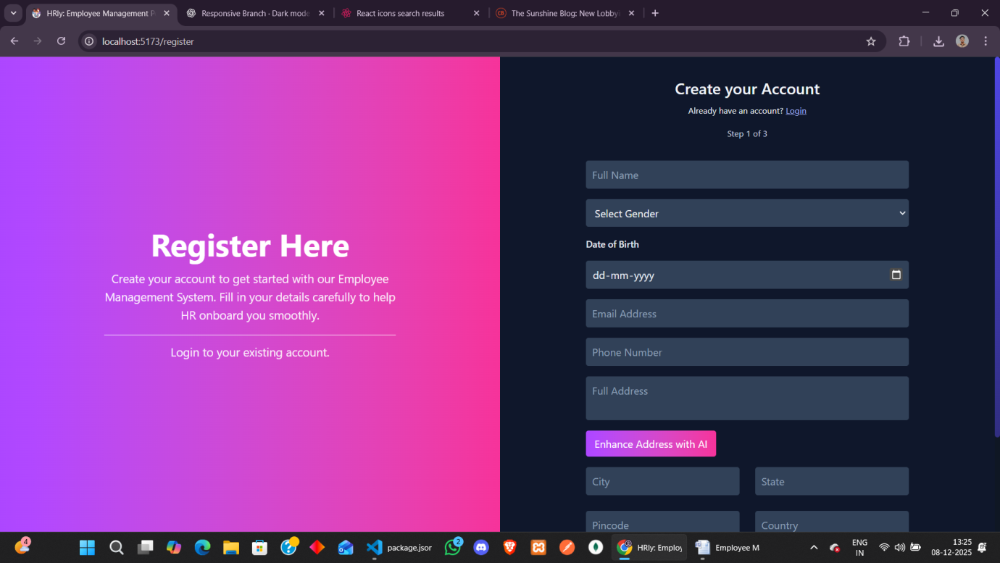 HRly: Employee Management P
Responsive Branch · Dark mode
React icons search results
The Sunshine Blog: New Lobbyi
localhost:5173/register
Register Here
Create your account to get started with our Employee
Management System. Fill in your details carefully to help
HR onboard you smoothly.
Login to your existing account.
Create your Account
Already have an account? Login
Step 1 of 3
Full Name
Select Gender
Date of Birth
dd-mm-yyyy
Email Address
Phone Number
Full Address
Enhance Address with AI
City
State
Pincode
Country
4
package.jsor
2
HRly: Employ
Employee M
ENG
IN
13:25
08-12-2025